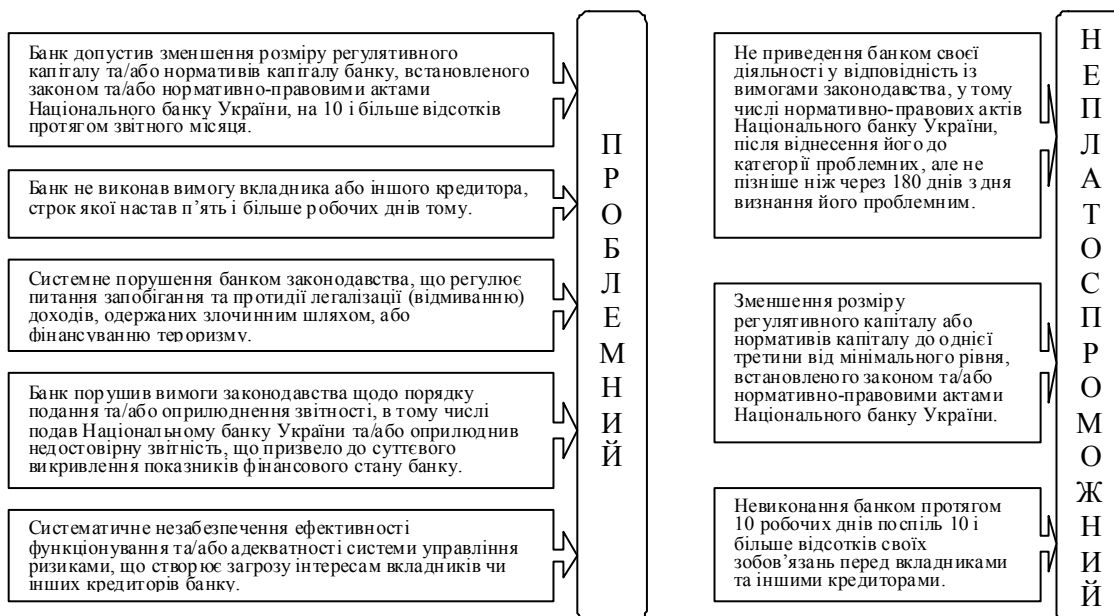 Банк допустив зменшення розміру регулятивного
капіталу та/або нормативів капіталу банку, встановленого
законом та/або нормативно-правовими актами
Національного банку України, на 10 і більше відсотків
протягом звітного місяця.
Банк не виконав вимогу вкладника або іншого кредитора,
строк якої настав п’ять і більше робочих днів тому.
Системне порушення банком законодавства, що регулює
питання запобігання та протидії легалізації (відмиванню)
доходів, одержаних злочинним шляхом, або
фінансуванню тероризму.
Банк порушив вимоги законодавства щодо порядку
подання та/або оприлюднення звітності, в тому числі
подав Національному банку України та/або оприлюднив
недостовірну звітність, що призвело до суттєвого
викривлення показників фінансового стану банку.
Систематичне незабезпечення ефективності
функціонування та/або адекватності системи управління
ризиками, що створює загрозу інтересам вкладників чи
інших кредиторів банку.
П
Р
О
Б
Л
Е
М
Н
И
Й
Не приведення банком своєї
діяльності у відповідність із
вимогами законодавства, у тому
числі нормативно-правових актів
Національного банку України,
після віднесення його до
категорії проблемних, але не
пізніше ніж через 180 днів з дня
визнання його проблемним.
Зменшення розміру
регулятивного капіталу або
нормативів капіталу до однієї
третини від мінімального рівня,
встановленого законом та/або
нормативно-правовими актами
Національного банку України.
Невиконання банком протягом
10 робочих днів поспіль 10 і
більше відсотків своїх
зобов’язань перед вкладниками
та іншими кредиторами.
Н
Е
П
Л
А
Т
О
С
П
Р
О
М
О
Ж
Н
И
Й